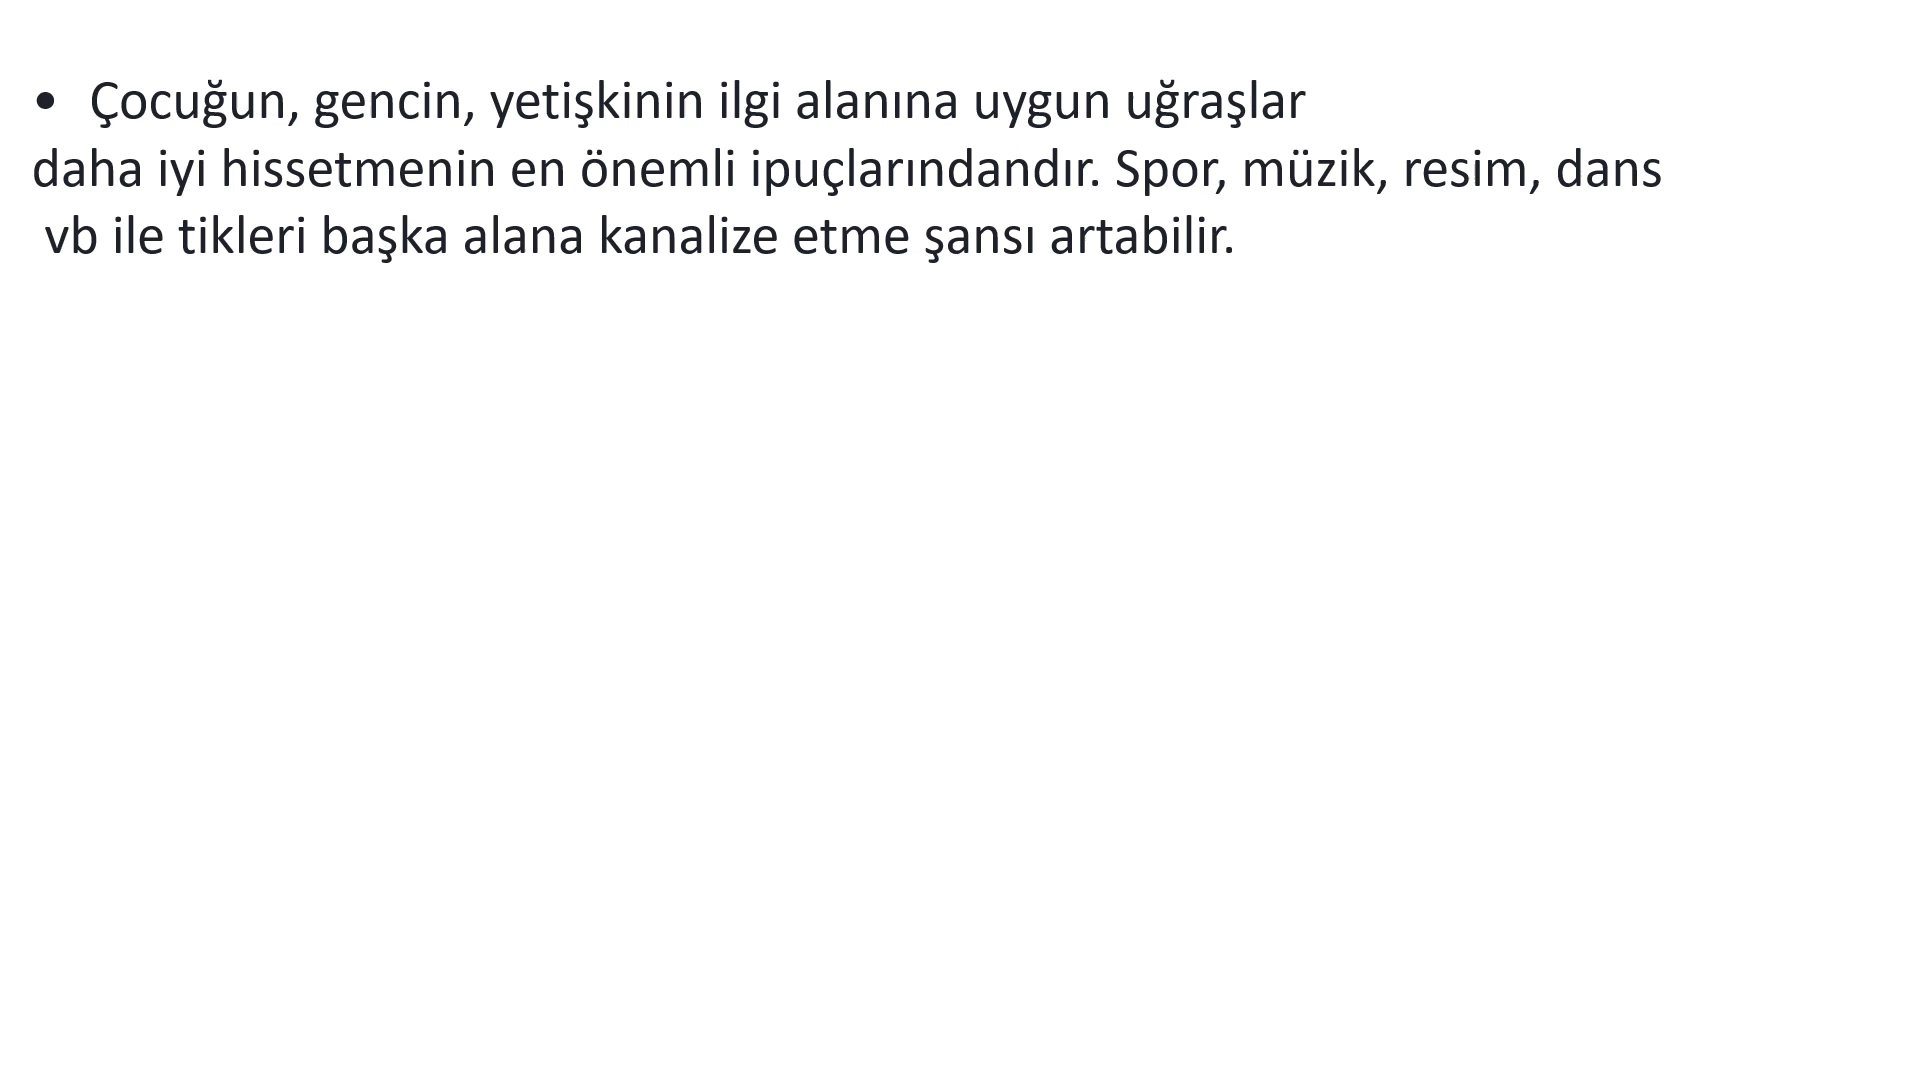 • Çocuğun, gencin, yetişkinin ilgi alanına uygun uğraşlar
daha iyi hissetmenin en önemli ipuçlarındandır. Spor, müzik, resim, dans
vb ile tikleri başka alana kanalize etme şansı artabilir.